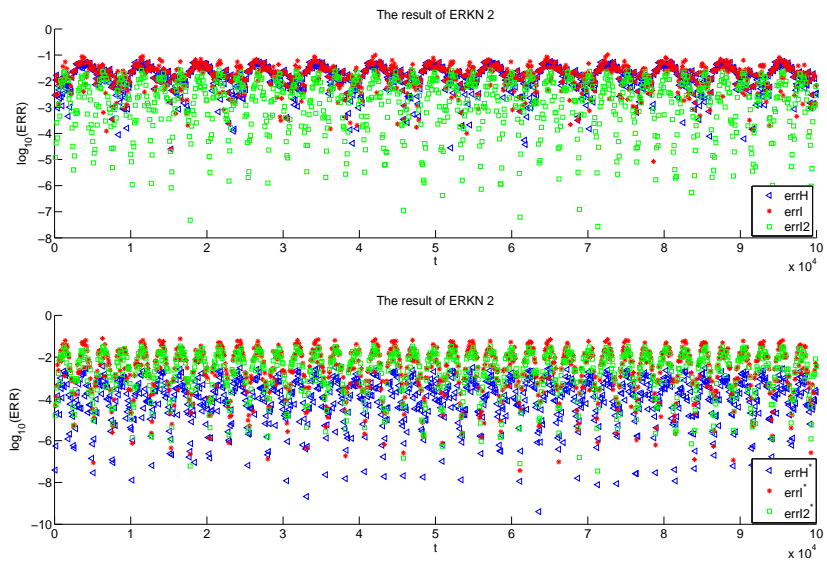 The result of ERKN 2
0
−1
−2
−3
−4
−5
−6
−7
−8
log10(ERR)
0 1 2 3 4 5 6 7 8 9 10
t
x 10^4
errH
errI
errI2
The result of ERKN 2
0
−2
−4
−6
−8
−10
log10(ERR)
0 1 2 3 4 5 6 7 8 9 10
t
x 10^4
errH*
errI*
errI2*